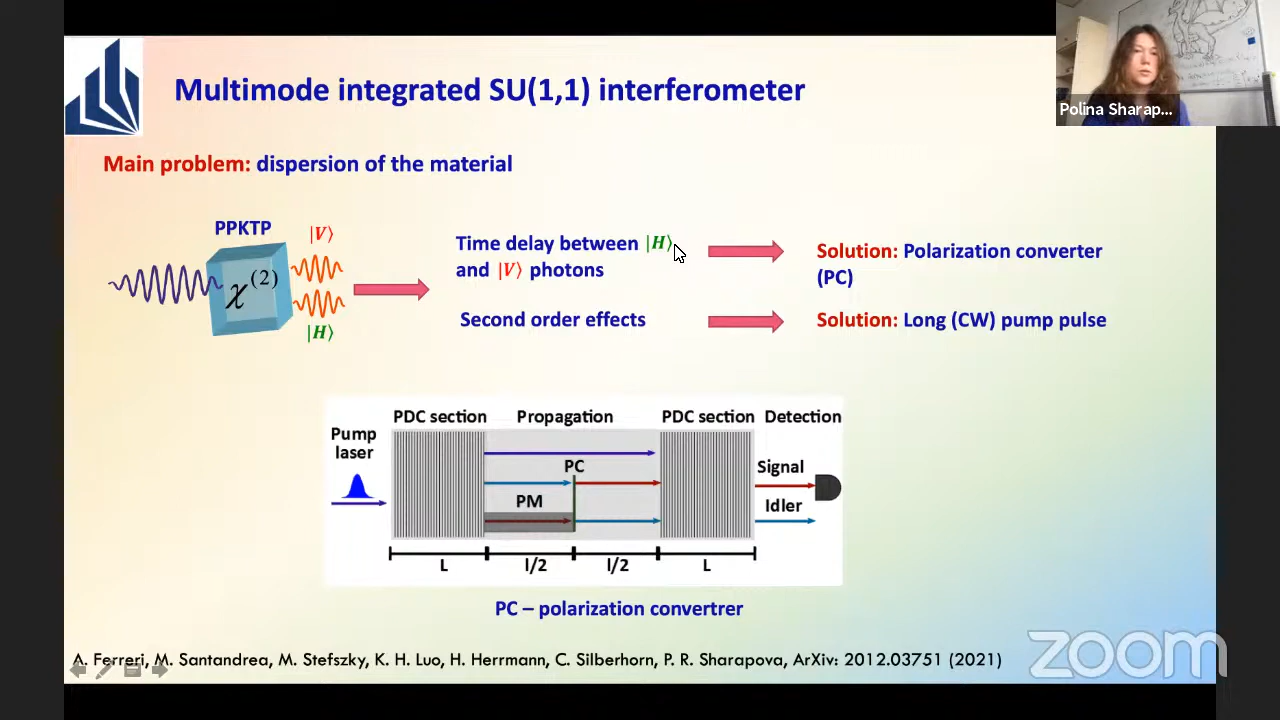 Multimode integrated SU(1,1) interferometer
Polina Sharap...
Main problem: dispersion of the material
PPKTP
|V⟩
χ(2)
|H⟩
Time delay between |H⟩
and |V⟩ photons
Solution: Polarization converter
(PC)
Second order effects
Solution: Long (CW) pump pulse
PDC section
Propagation
PDC section
Detection
Pump
laser
PC
PM
Signal
Idler
L
l/2
l/2
L
PC – polarization convertrer
A. Ferreri, M. Santandrea, M. Stefszky, K. H. Luo, H. Herrmann, C. Silberhorn, P. R. Sharapova, ArXiv: 2012.03751 (2021)
zoom